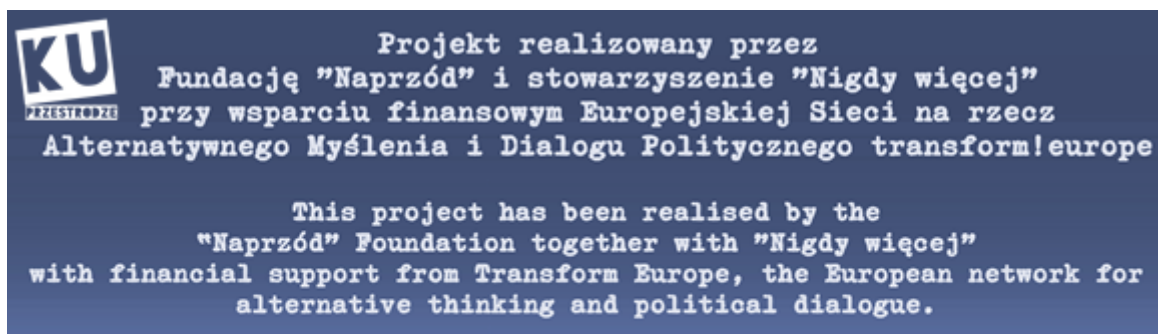 KU
PRZESTRODZE
Projekt realizowany przez
Fundację "Naprzód" i stowarzyszenie "Nigdy więcej"
przy wsparciu finansowym Europejskiej Sieci na rzecz
Alternatywnego Myślenia i Dialogu Politycznego transform!europe
This project has been realised by the
"Naprzód" Foundation together with "Nigdy więcej"
with financial support from Transform Europe, the European network for
alternative thinking and political dialogue.